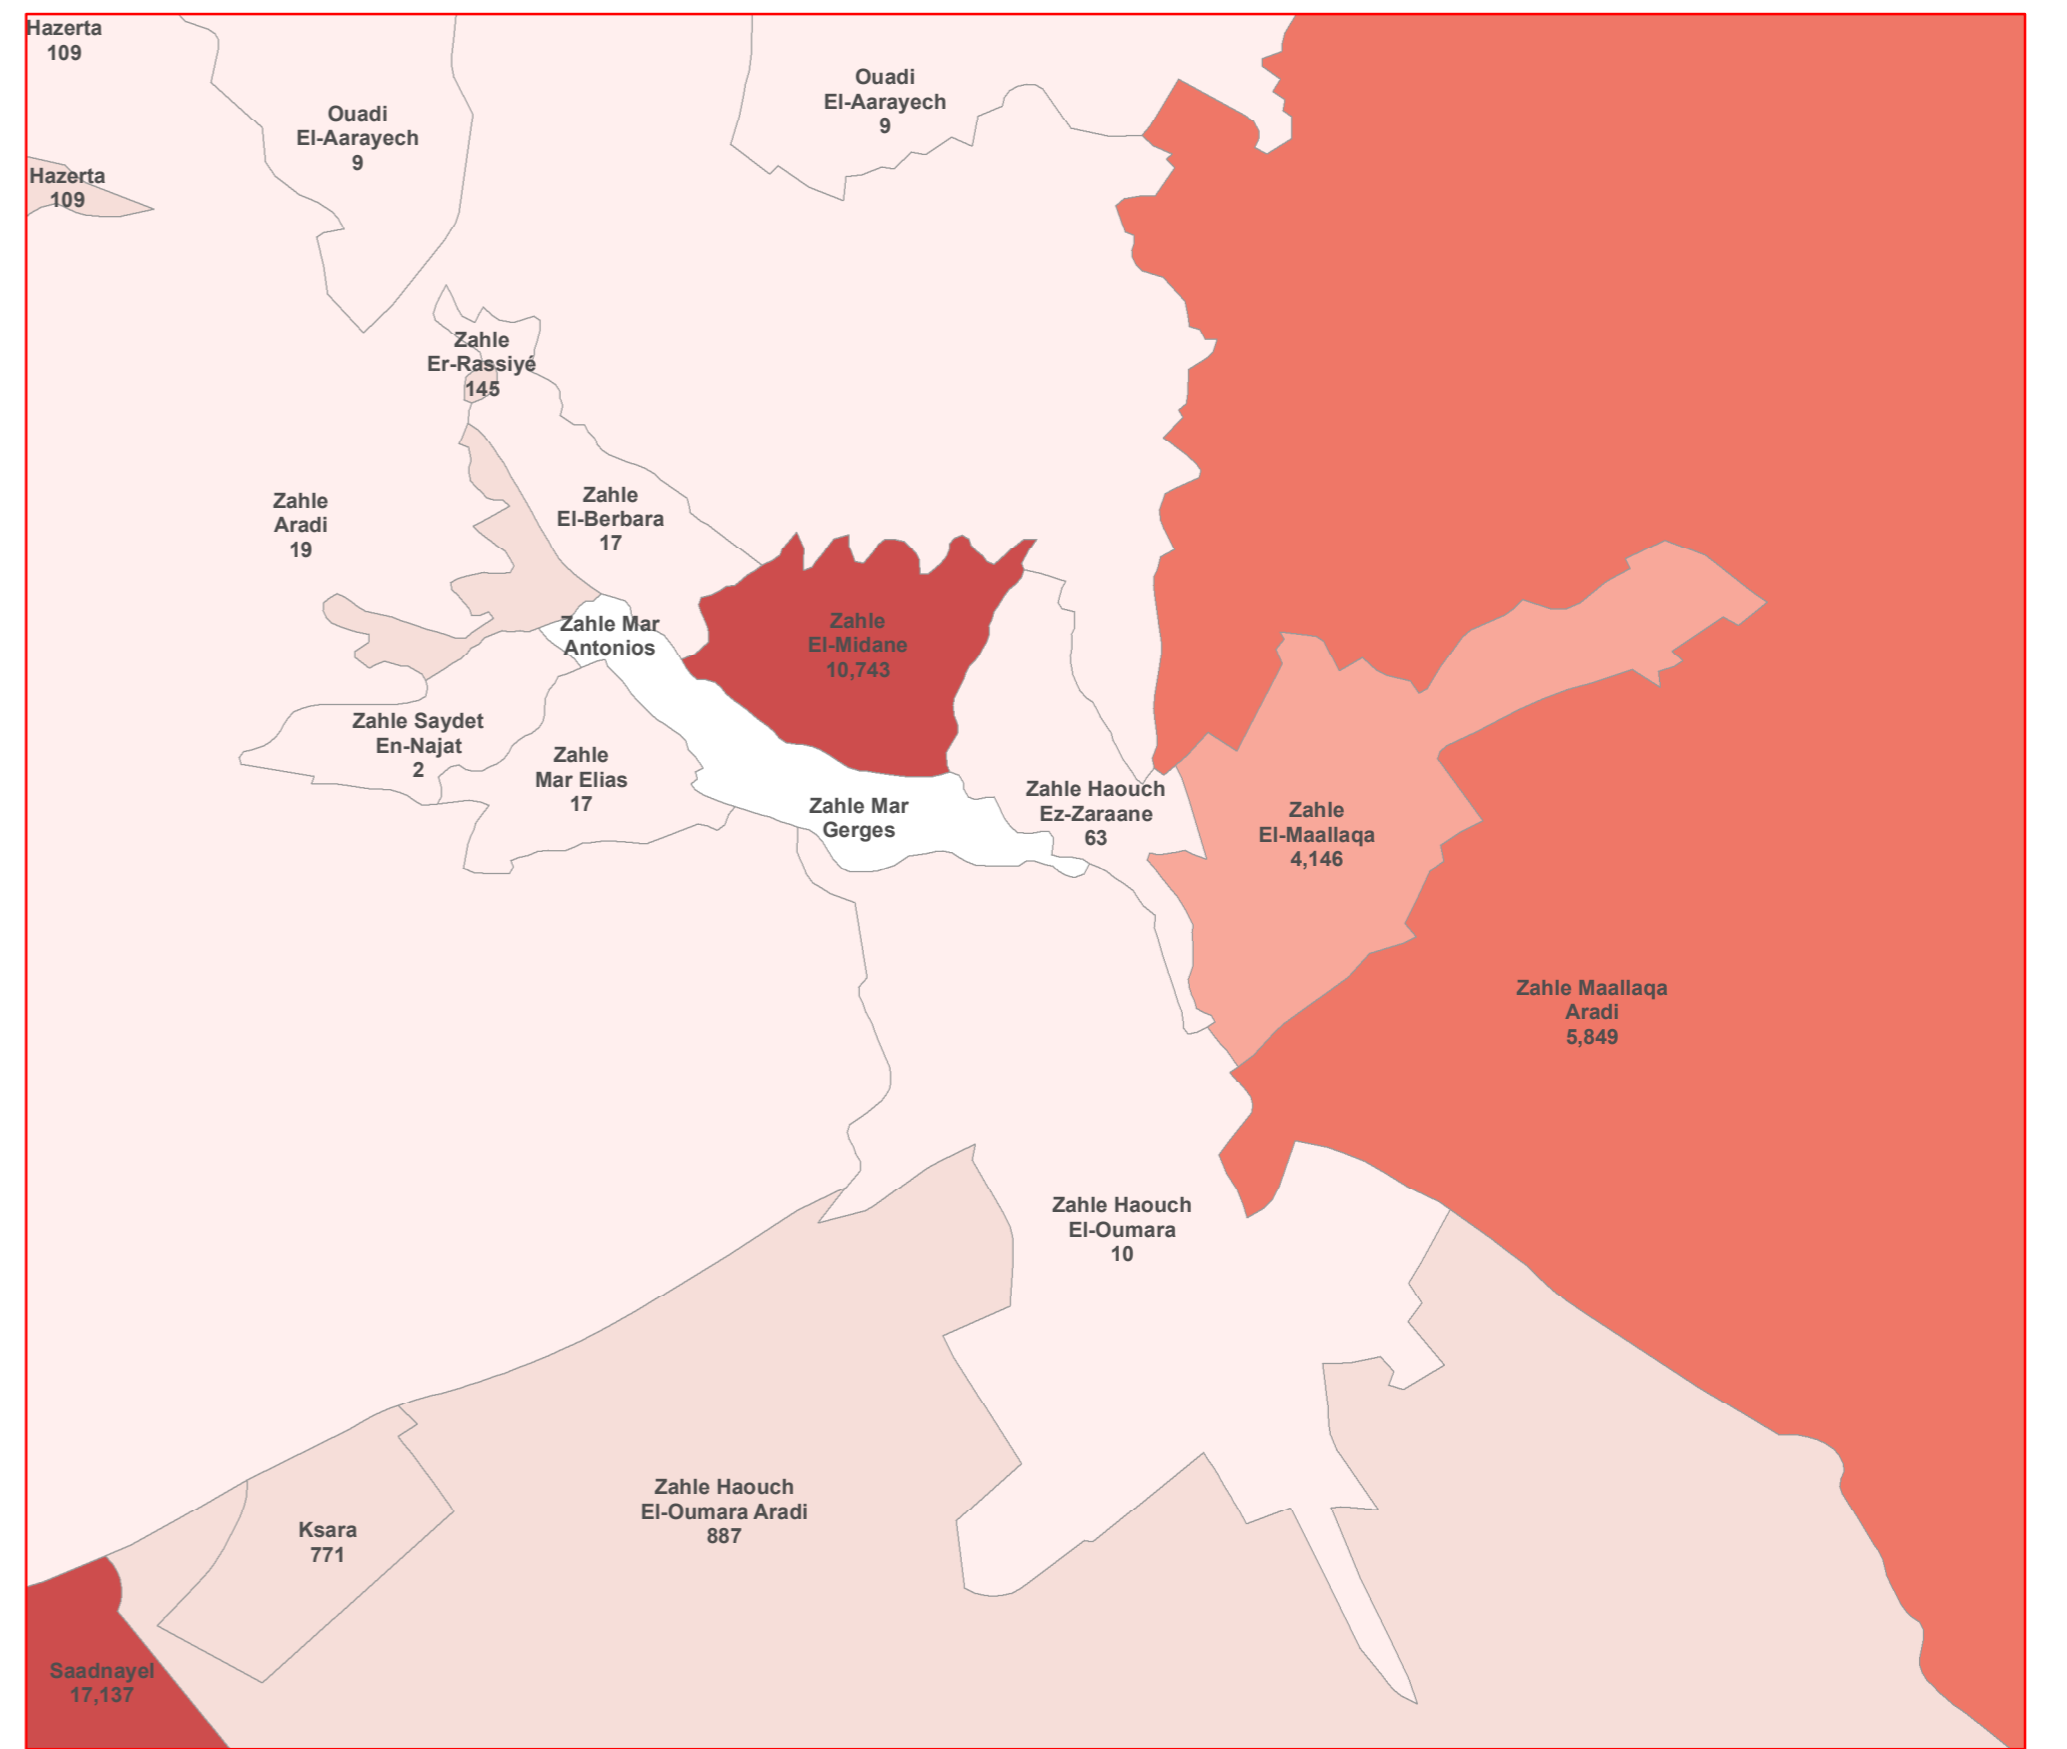 Hazerta
109
Ouadi
El-Aarayech
9
Ouadi
El-Aarayech
9
Hazerta
109
Zahle
Er-Rassiyé
145
Zahle
Aradi
19
Zahle
El-Berbara
17
Zahle Mar
Antonios
Zahle
El-Midane
10,743
Zahle Saydet
En-Najat
2
Zahle
Mar Elias
17
Zahle Mar
Gerges
Zahle Haouch
Ez-Zaraane
63
Zahle
El-Maallaqa
4,146
Zahle Maallaqa
Aradi
5,849
Zahle Haouch
El-Oumara
10
Zahle Haouch
El-Oumara Aradi
887
Ksara
771
Saadnayel
17,137